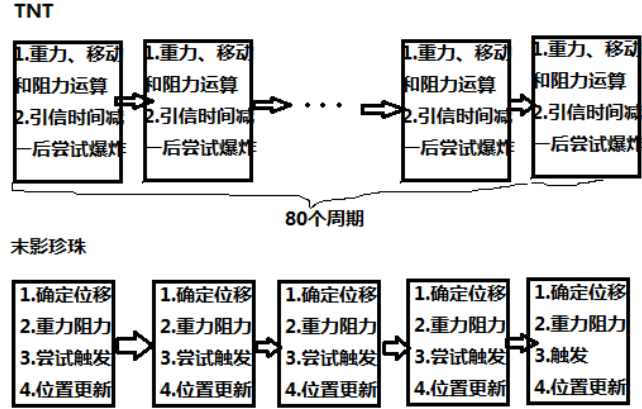 TNT
1.重力、移动
和阻力运算
2.引信时间减
一后尝试爆炸
1.重力、移动
和阻力运算
2.引信时间减
一后尝试爆炸
· · ·
1.重力、移动
和阻力运算
2.引信时间减
一后尝试爆炸
1.重力、移动
和阻力运算
2.引信时间减
一后尝试爆炸
80个周期
末影珍珠
1.确定位移
2.重力阻力
3.尝试触发
4.位置更新
1.确定位移
2.重力阻力
3.尝试触发
4.位置更新
1.确定位移
2.重力阻力
3.尝试触发
4.位置更新
1.确定位移
2.重力阻力
3.尝试触发
4.位置更新
1.确定位移
2.重力阻力
3.触发
4.位置更新